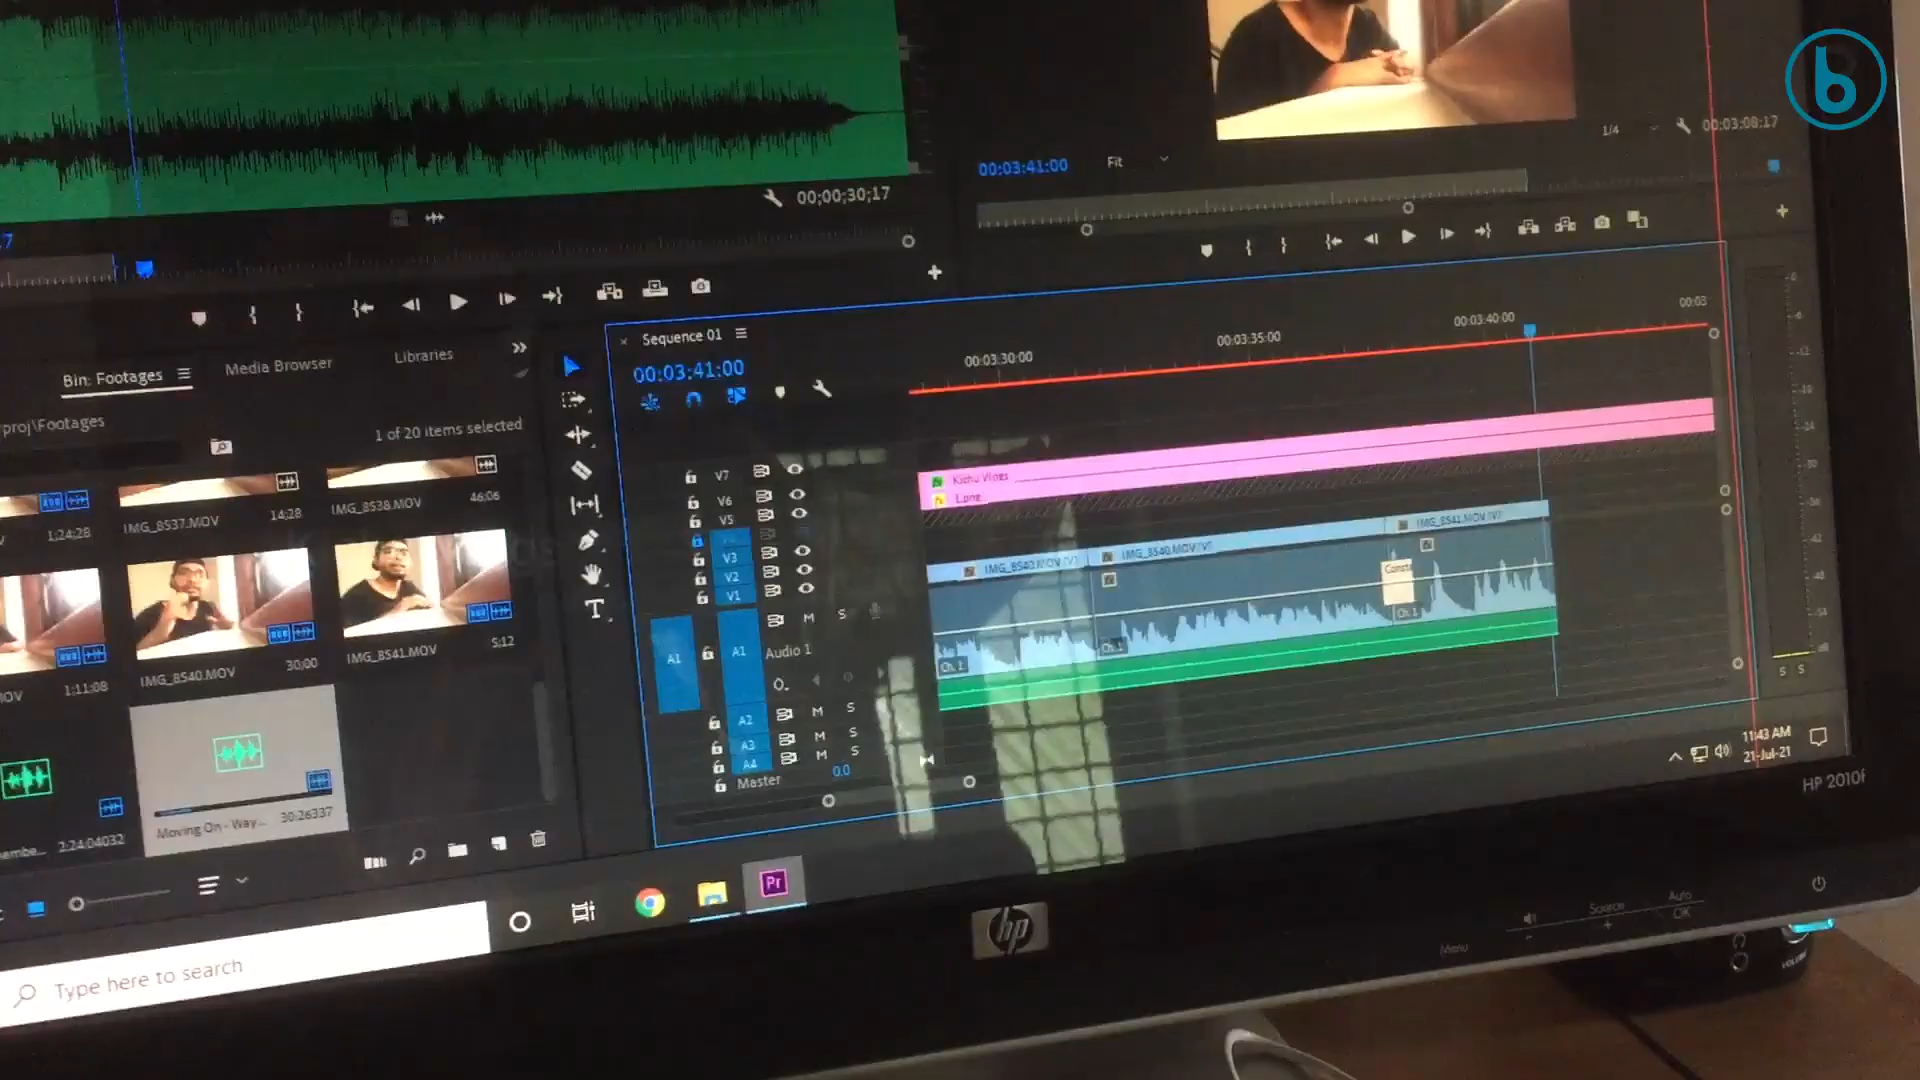 b
1/4
00:03:08:17
00:03:41:00
Fit
00;00;30;17
Sequence 01
00:03:41:00
00:03:30:00
00:03:35:00
00:03:40:00
00:03
Bin: Footages
Media Browser
Libraries
proj\Footages
1 of 20 items selected
1:24:28
IMG_8537.MOV
14:28
IMG_8538.MOV
46:06
1:11:08
IMG_8540.MOV
30;00
IMG_8541.MOV
5:12
Moving On - Way...
30:26337
2:24:04032
V7
V6
V5
V3
V2
V1
A1
A1
M
S
Audio 1
A2
M
S
A3
M
S
A4
M
S
Master
0.0
Kichu Vlogs
IMG_8540.MOV [V]
IMG_8540.MOV [V]
IMG_8541.MOV [V]
Const
Ch. 1
Ch. 1
Ch. 1
S S
11:43 AM
21-Jul-21
HP 2010f
Pr
Type here to search
hp
Menu
Source
Auto
OK